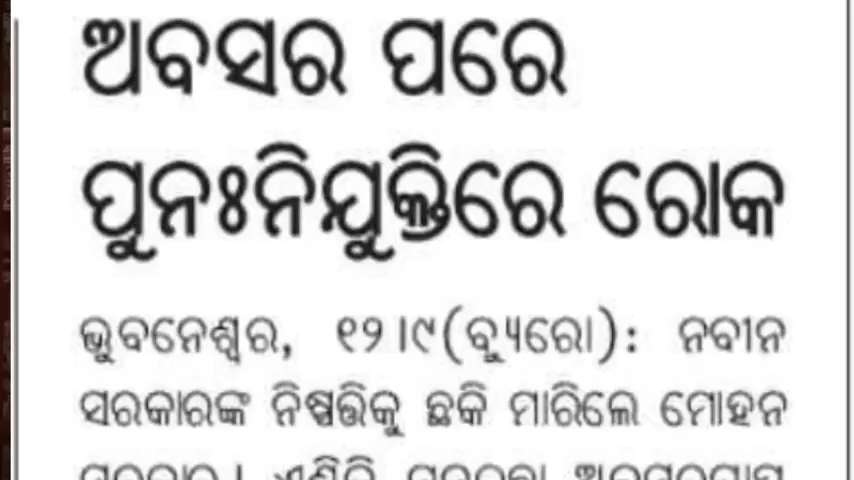 ଅବସର ପରେ
ପୁନଃନିଯୁକ୍ତିରେ ରୋକ
ଭୁବନେଶ୍ୱର, ୧୨।୯(ବ୍ୟୁରୋ): ନବୀନ
ସରକାରଙ୍କ ନିଷ୍ପତ୍ତିକୁ ଛକି ମାରିଲେ ମୋହନ